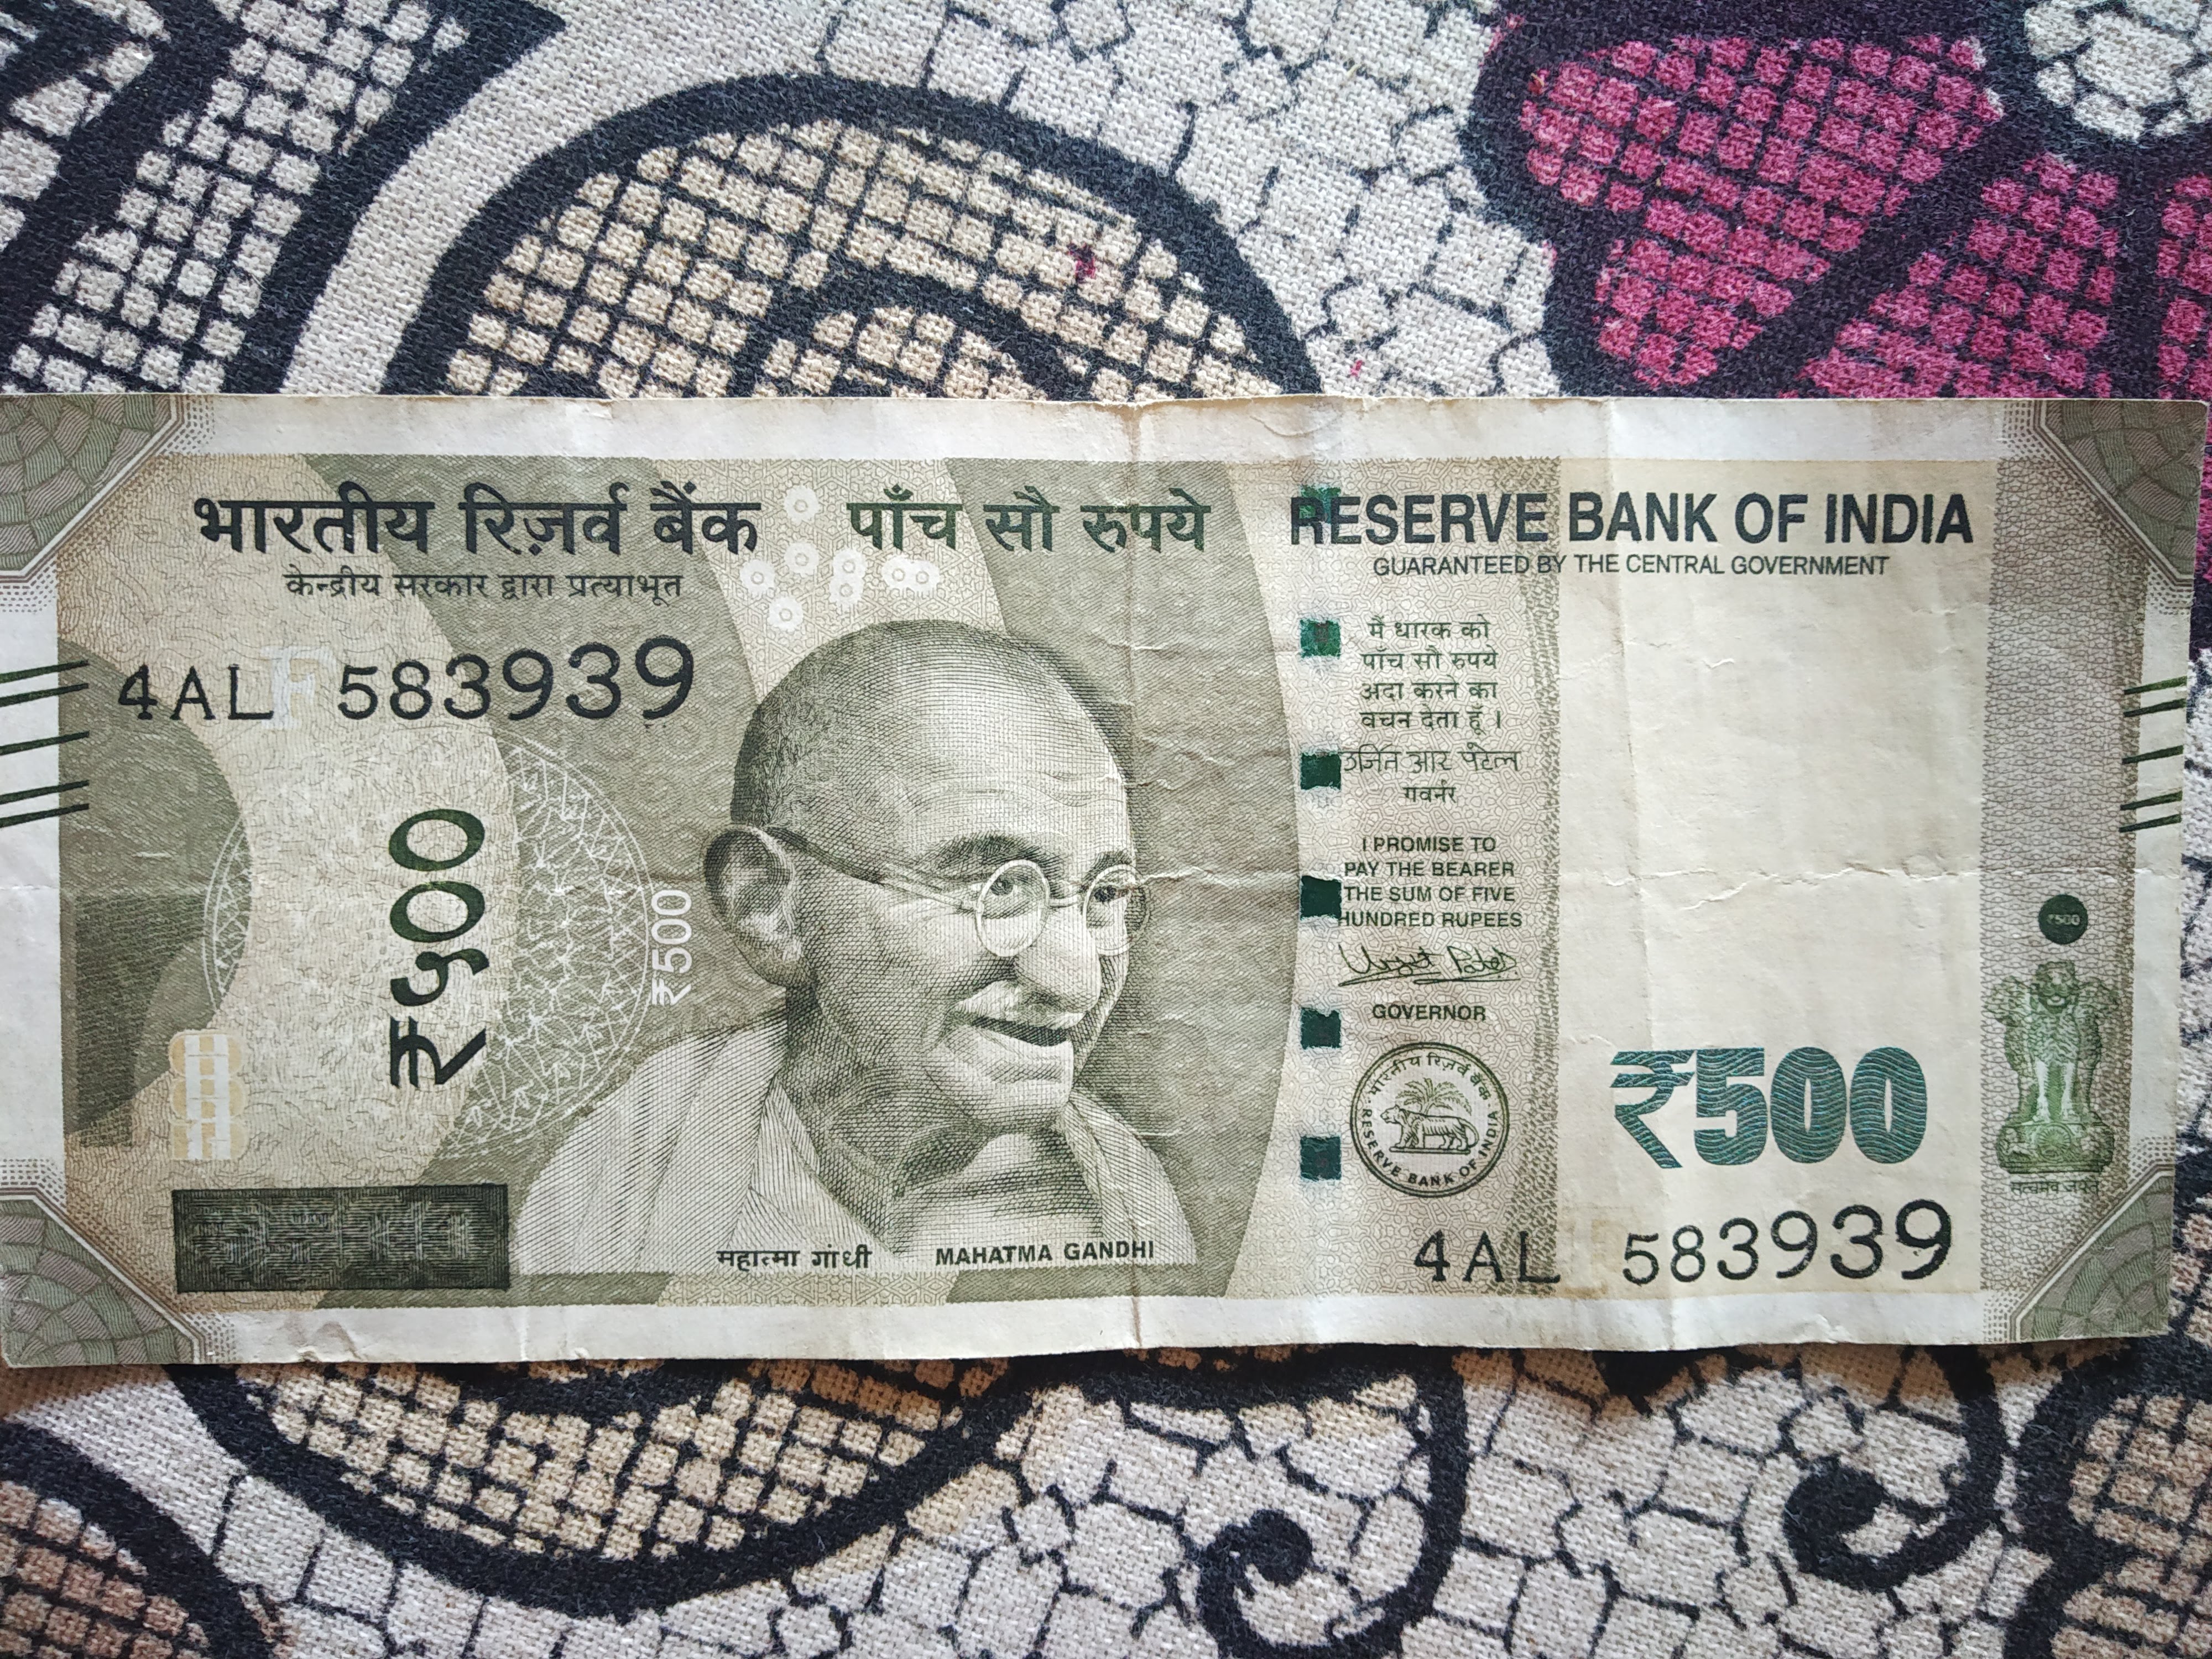 भारतीय रिज़र्व बैंक
केन्द्रीय सरकार द्वारा प्रत्याभूत
पाँच सौ रुपये
RESERVE BANK OF INDIA
GUARANTEED BY THE CENTRAL GOVERNMENT
4AL F 583939
₹५००
₹500
मैं धारक को
पाँच सौ रुपये
अदा करने का
वचन देता हूँ ।
उर्जित आर पटेल
गवर्नर
I PROMISE TO
PAY THE BEARER
THE SUM OF FIVE
HUNDRED RUPEES
Urjit Patel
GOVERNOR
भारतीय रिज़र्व बैंक
RESERVE BANK OF INDIA
₹500
₹500
सत्यमेव जयते
महात्मा गांधी MAHATMA GANDHI
4AL 583939